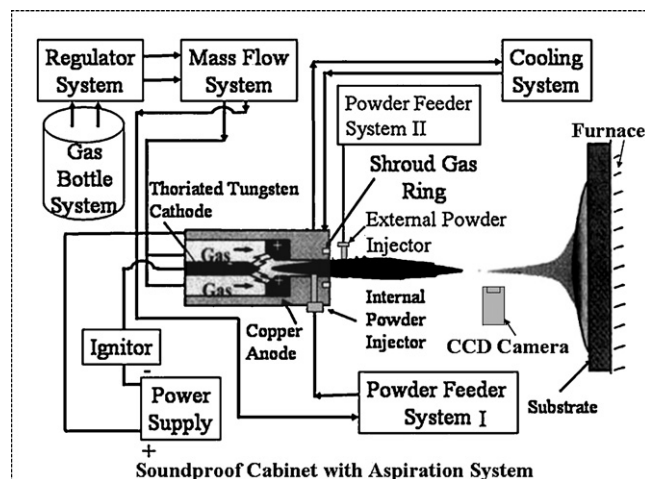 Regulator
System
Mass Flow
System
Cooling
System
Powder Feeder
System II
Furnace
Gas
Bottle
System
Shroud Gas
Ring
Thoriated Tungsten
Cathode
External Powder
Injector
Gas
+
+
Gas
Internal
Powder
Injector
Copper
Anode
CCD Camera
Ignitor
-
Power
Supply
+
Powder Feeder
System I
Substrate
Soundproof Cabinet with Aspiration System